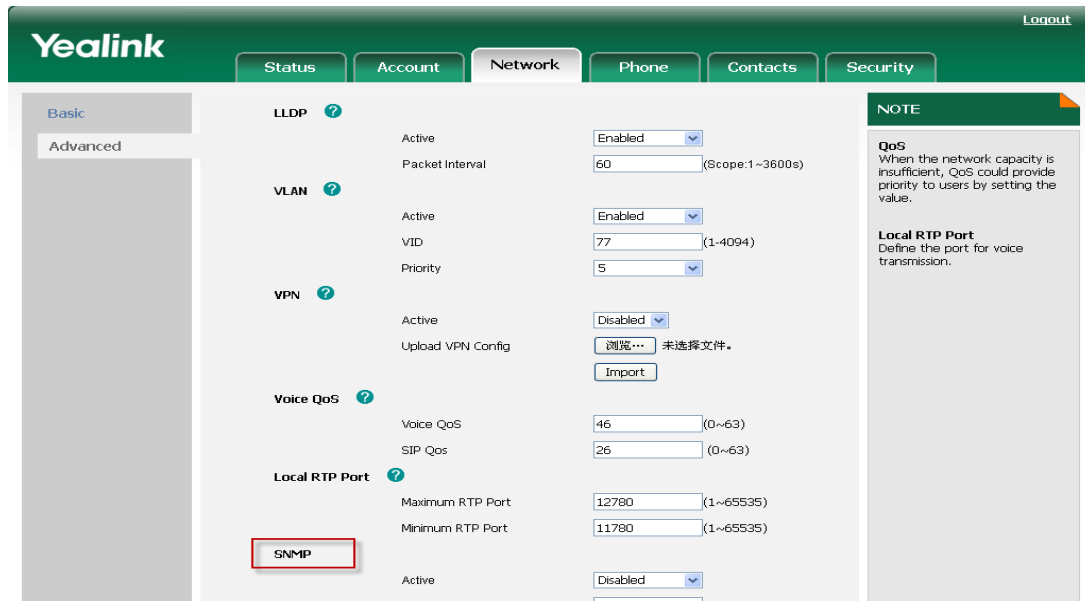 Logout
Yealink
Status Account Network Phone Contacts Security
Basic
Advanced
LLDP ?
Active Enabled
Packet Interval 60 (Scope:1~3600s)
VLAN ?
Active Enabled
VID 77 (1-4094)
Priority 5
VPN ?
Active Disabled
Upload VPN Config 浏览… 未选择文件。
Import
Voice QoS ?
Voice QoS 46 (0~63)
SIP Qos 26 (0~63)
Local RTP Port ?
Maximum RTP Port 12780 (1~65535)
Minimum RTP Port 11780 (1~65535)
SNMP
Active Disabled
NOTE
QoS
When the network capacity is
insufficient, QoS could provide
priority to users by setting the
value.
Local RTP Port
Define the port for voice
transmission.